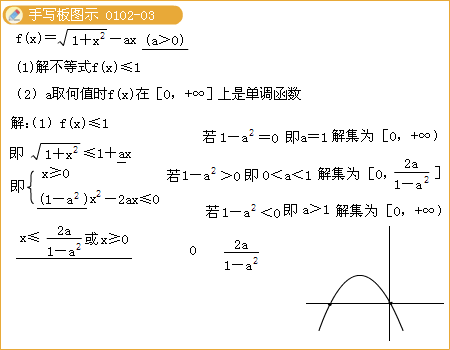 手写板图示 0102-03
f(x)=√(1+x²)-ax (a>0)
(1)解不等式f(x)≤1
(2) a取何值时f(x)在[0,+∞]上是单调函数
解:(1) f(x)≤1
若1-a²=0 即a=1 解集为[0,+∞)
即 √(1+x²)≤1+ax
即{ x≥0
(1-a²)x²-2ax≤0
若1-a²>0即0<a<1 解集为[0, 2a/(1-a²)]
若1-a²<0即a>1 解集为[0,+∞)
x≤ 2a/(1-a²) 或x≥0
0 2a/(1-a²)